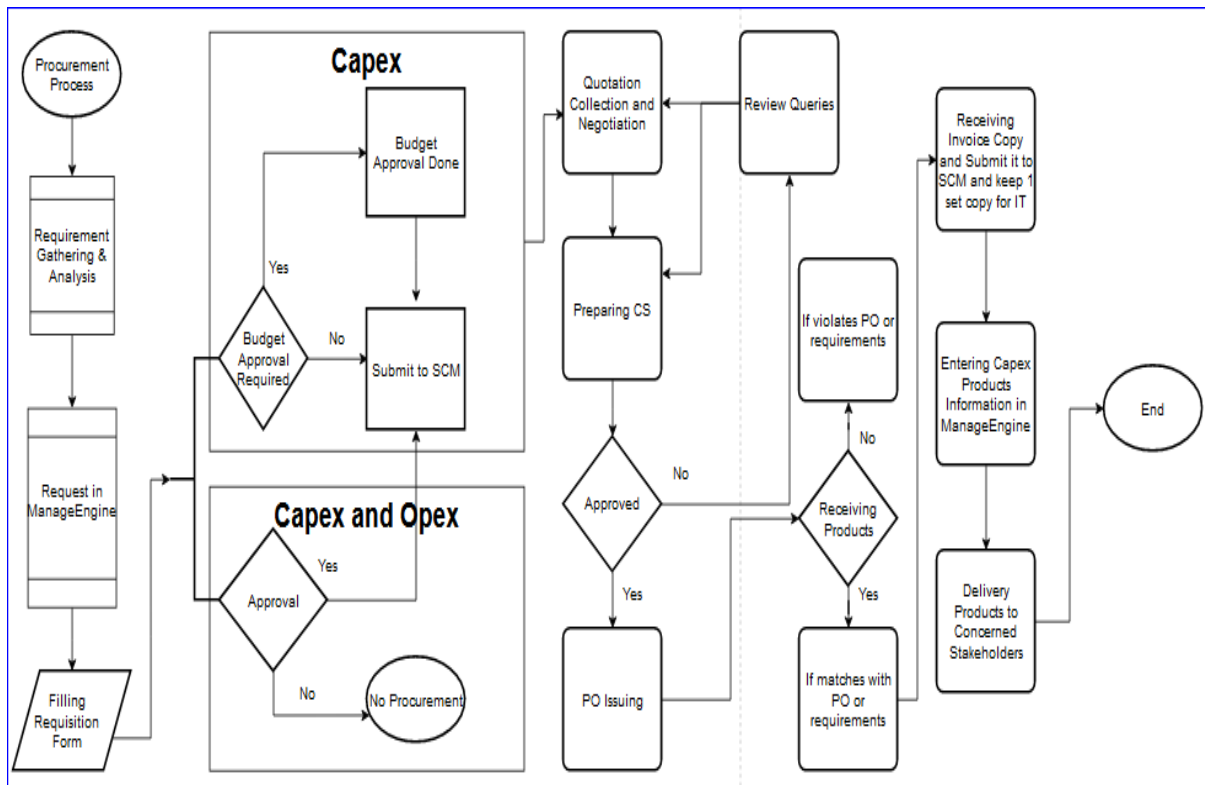 Procurement
Process
Requirement
Gathering &
Analysis
Request in
ManageEngine
Filling
Requisition
Form
Capex
Budget
Approval Done
Yes
Budget
Approval
Required
No
Submit to SCM
Capex and Opex
Approval
Yes
No
No Procurement
Quotation
Collection and
Negotiation
Preparing CS
Approved
No
Yes
PO Issuing
Review Queries
If violates PO or
requirements
No
Receiving
Products
Yes
If matches with
PO or
requirements
Receiving
Invoice Copy
and Submit it to
SCM and keep 1
set copy for IT
Entering Capex
Products
Information in
ManageEngine
Delivery
Products to
Concerned
Stakeholders
End